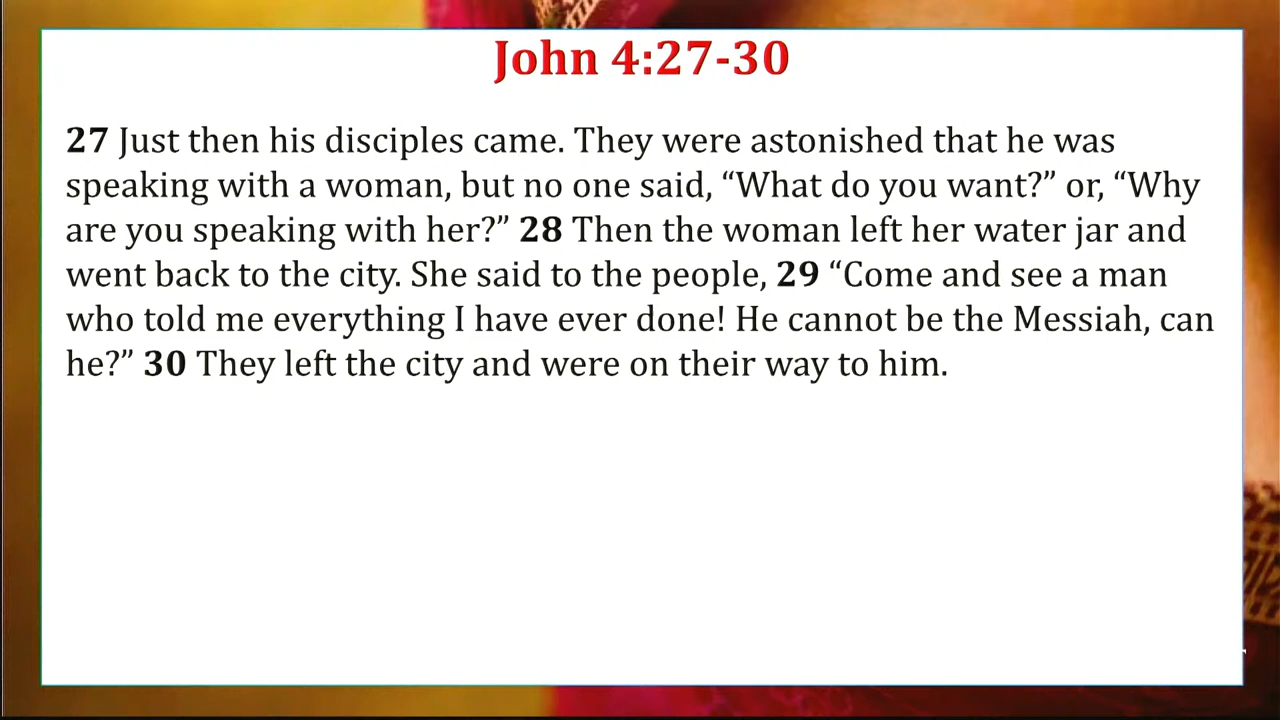 John 4:27-30
27 Just then his disciples came. They were astonished that he was
speaking with a woman, but no one said, “What do you want?” or, “Why
are you speaking with her?” 28 Then the woman left her water jar and
went back to the city. She said to the people, 29 “Come and see a man
who told me everything I have ever done! He cannot be the Messiah, can
he?” 30 They left the city and were on their way to him.